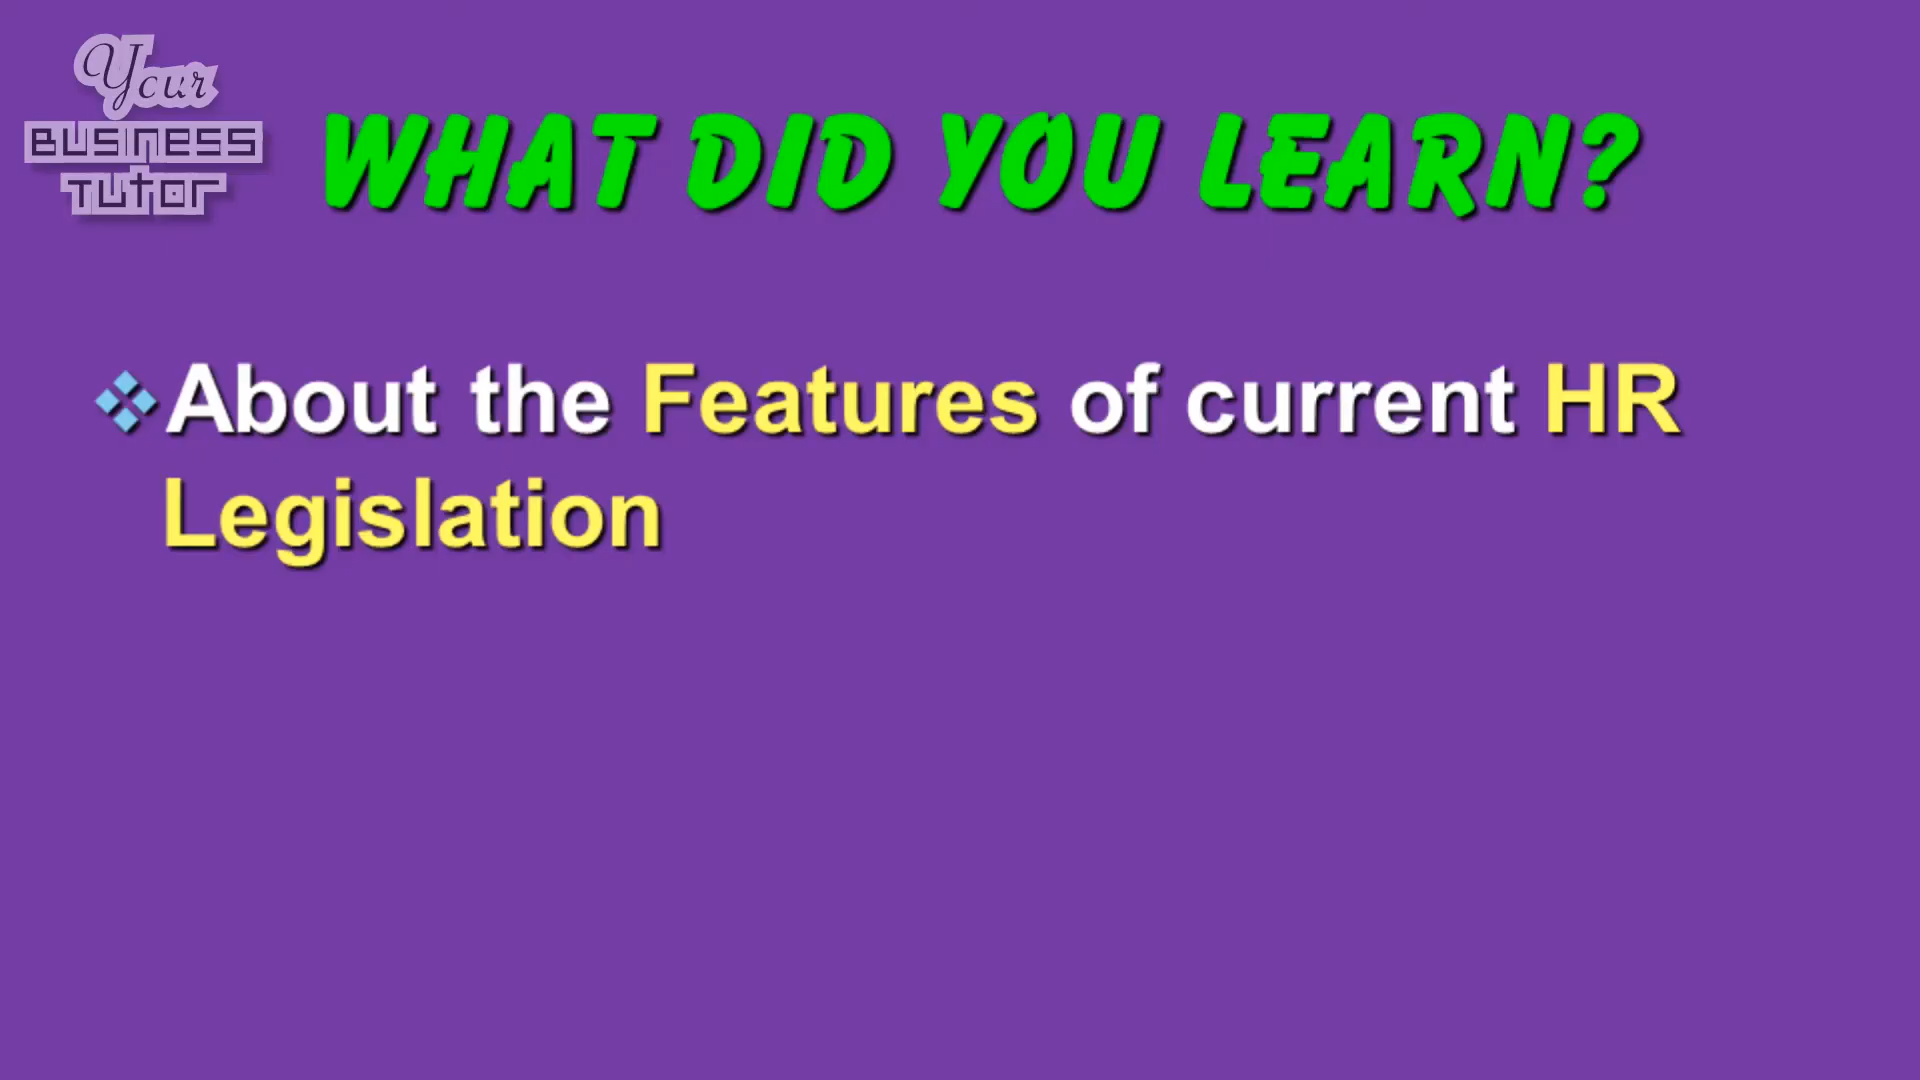 Your
BUSINESS
TUTOR
WHAT DID YOU LEARN?
About the Features of current HR
Legislation